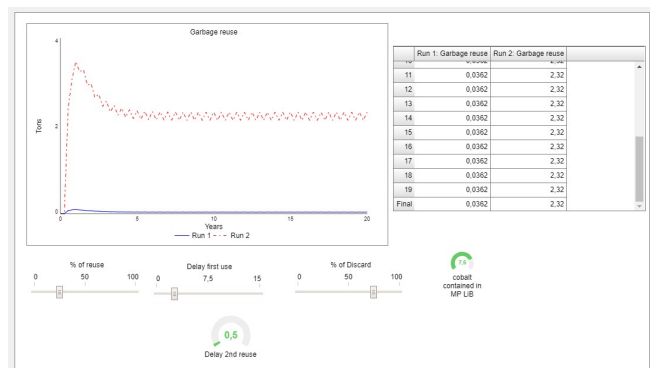 Garbage reuse
4
Tons
2
0
0 5 10 15 20
Years
Run 1 Run 2
Run 1: Garbage reuse Run 2: Garbage reuse
10 0,0362 2,32
11 0,0362 2,32
12 0,0362 2,32
13 0,0362 2,32
14 0,0362 2,32
15 0,0362 2,32
16 0,0362 2,32
17 0,0362 2,32
18 0,0362 2,32
19 0,0362 2,32
Final 0,0362 2,32
% of reuse
0 50 100
Delay first use
0 7,5 15
% of Discard
0 50 100
7,6
cobalt
contained in
MP LiB
0,5
Delay 2nd reuse